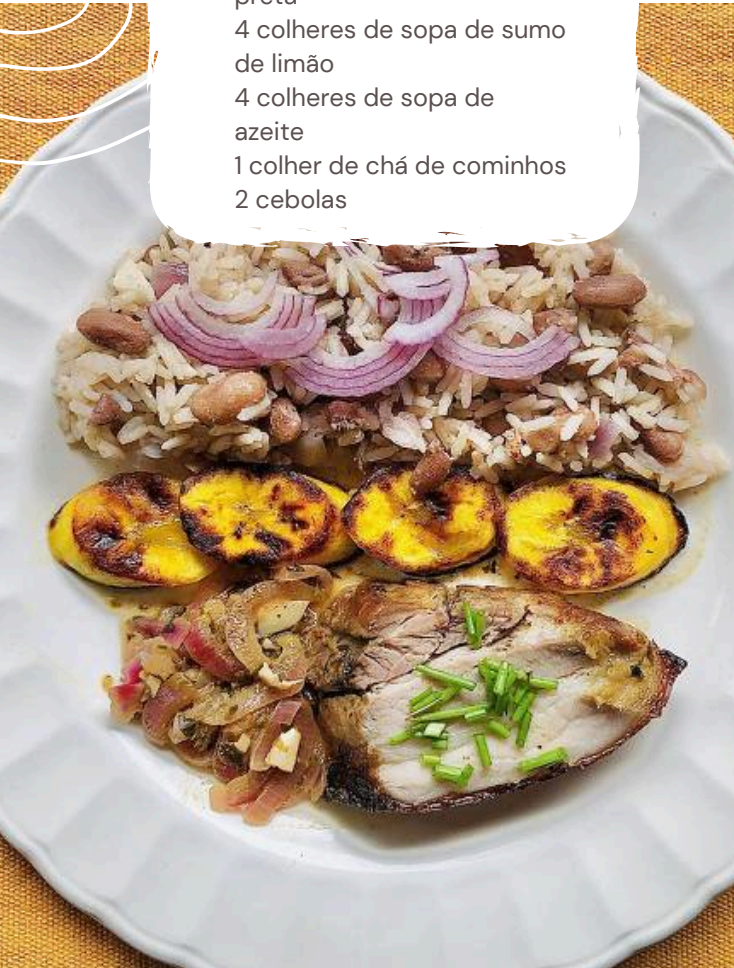 preta
4 colheres de sopa de sumo
de limão
4 colheres de sopa de
azeite
1 colher de chá de cominhos
2 cebolas